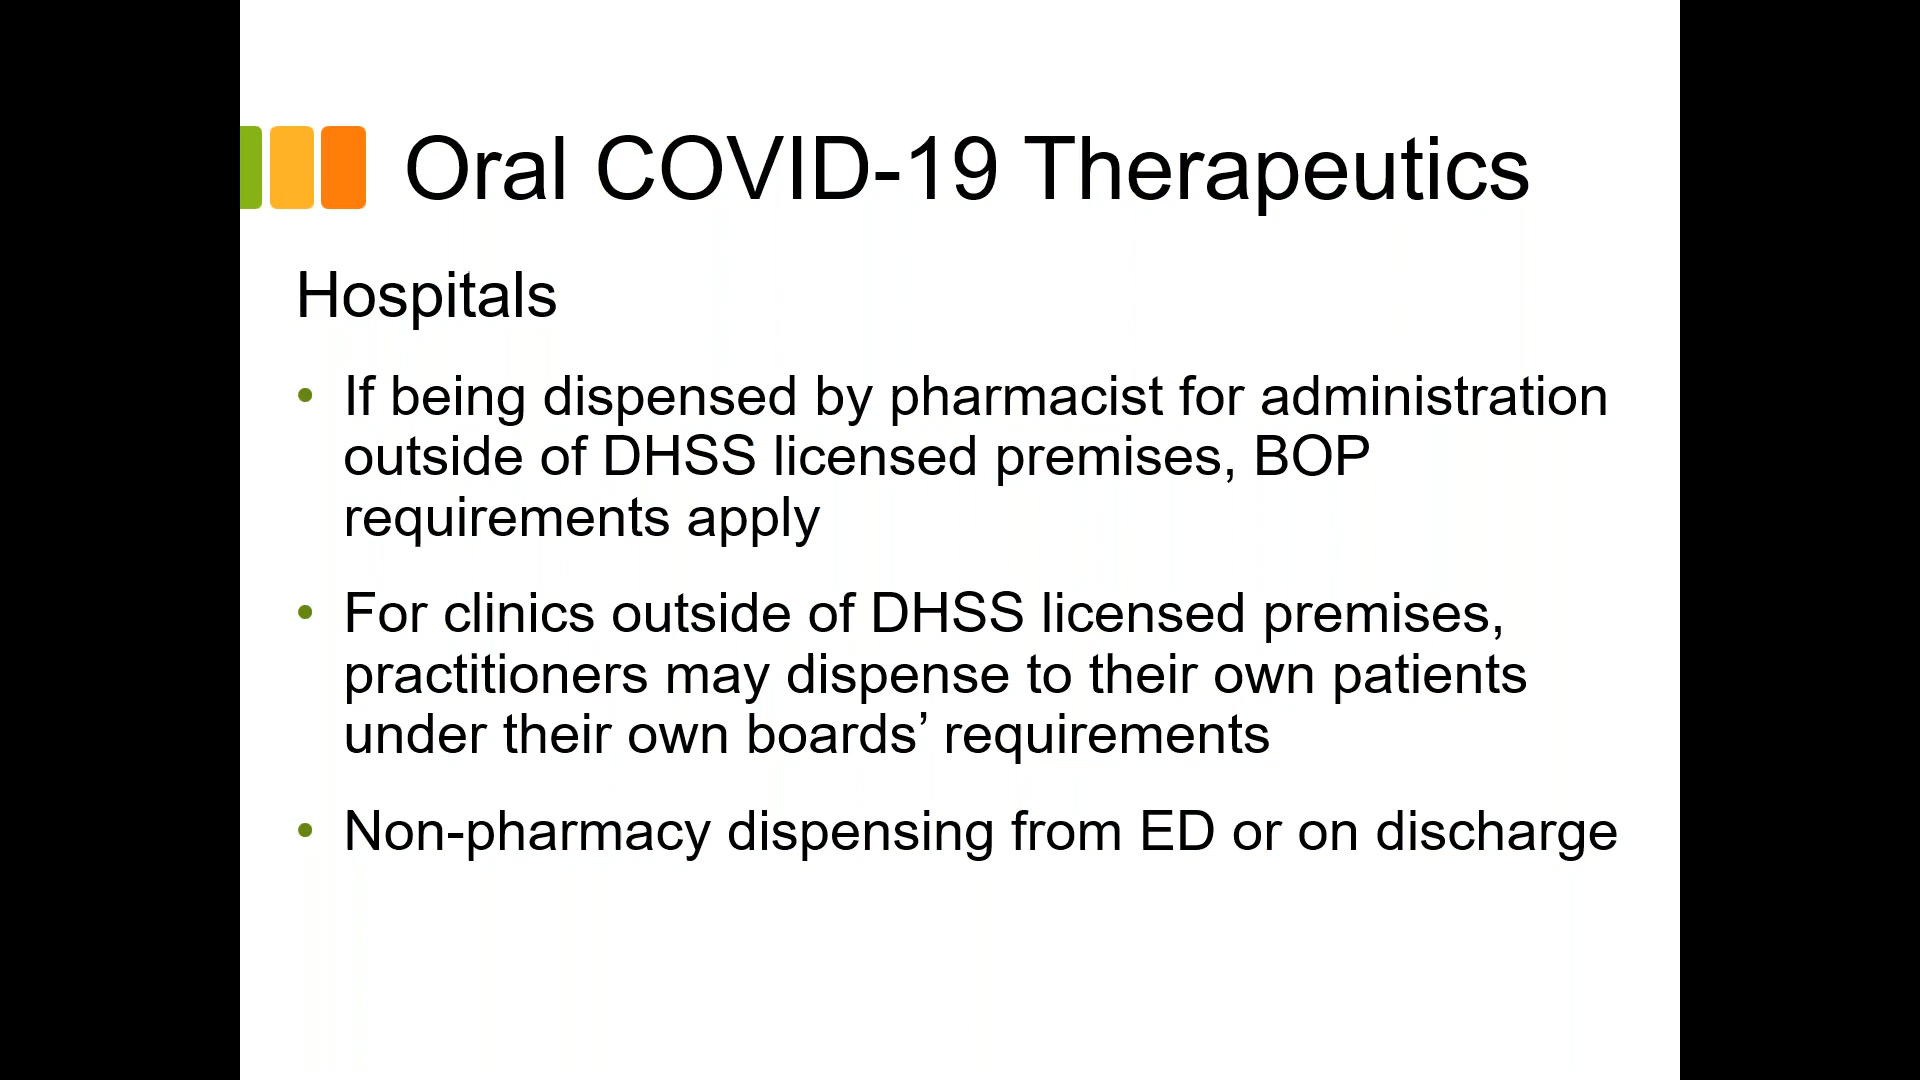 Oral COVID-19 Therapeutics
Hospitals
• If being dispensed by pharmacist for administration
outside of DHSS licensed premises, BOP
requirements apply
• For clinics outside of DHSS licensed premises,
practitioners may dispense to their own patients
under their own boards’ requirements
• Non-pharmacy dispensing from ED or on discharge